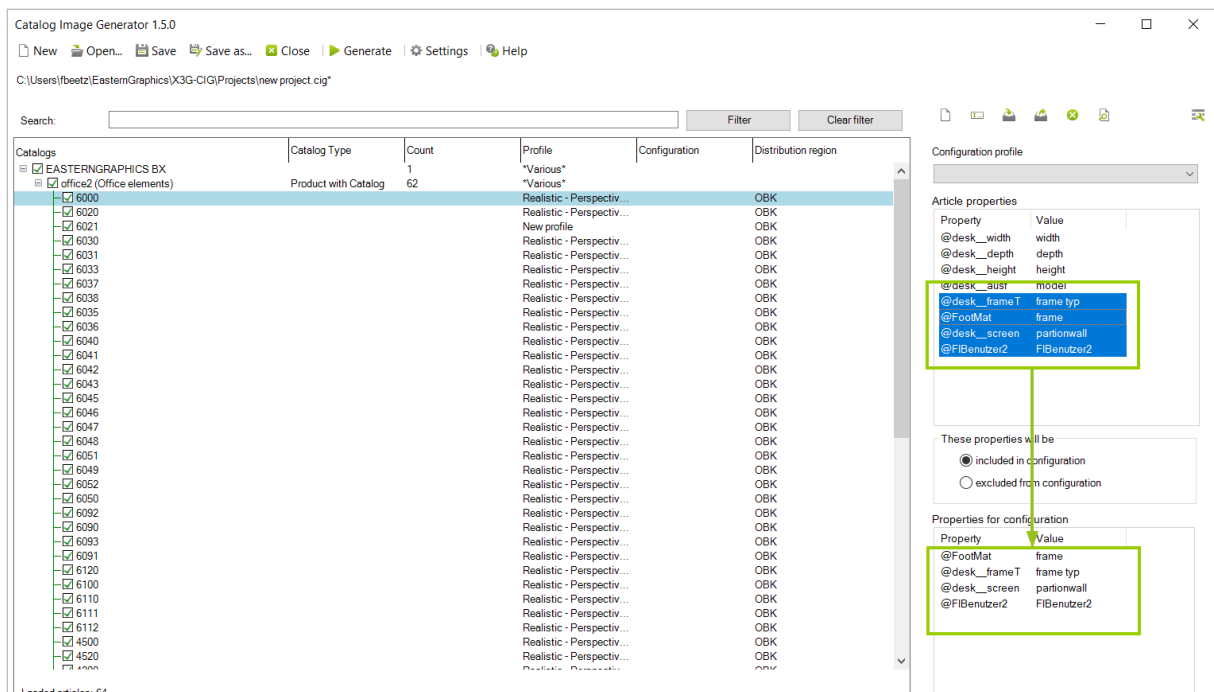 Catalog Image Generator 1.5.0
New Open... Save Save as... Close Generate Settings Help
C:\Users\fbeetz\EasternGraphics\X3G-CIG\Projects\new project.cig*
Search: Filter Clear filter
Catalogs Catalog Type Count Profile Configuration Distribution region
EASTERNGRAPHICS BX 1 *Various*
office2 (Office elements) Product with Catalog 62 *Various*
6000 Realistic - Perspectiv... OBK
6020 Realistic - Perspectiv... OBK
6021 New profile OBK
6030 Realistic - Perspectiv... OBK
6031 Realistic - Perspectiv... OBK
6033 Realistic - Perspectiv... OBK
6037 Realistic - Perspectiv... OBK
6038 Realistic - Perspectiv... OBK
6035 Realistic - Perspectiv... OBK
6036 Realistic - Perspectiv... OBK
6040 Realistic - Perspectiv... OBK
6041 Realistic - Perspectiv... OBK
6042 Realistic - Perspectiv... OBK
6043 Realistic - Perspectiv... OBK
6045 Realistic - Perspectiv... OBK
6046 Realistic - Perspectiv... OBK
6047 Realistic - Perspectiv... OBK
6048 Realistic - Perspectiv... OBK
6051 Realistic - Perspectiv... OBK
6049 Realistic - Perspectiv... OBK
6052 Realistic - Perspectiv... OBK
6050 Realistic - Perspectiv... OBK
6092 Realistic - Perspectiv... OBK
6090 Realistic - Perspectiv... OBK
6093 Realistic - Perspectiv... OBK
6091 Realistic - Perspectiv... OBK
6120 Realistic - Perspectiv... OBK
6100 Realistic - Perspectiv... OBK
6110 Realistic - Perspectiv... OBK
6111 Realistic - Perspectiv... OBK
6112 Realistic - Perspectiv... OBK
4500 Realistic - Perspectiv... OBK
4520 Realistic - Perspectiv... OBK
Configuration profile
Article properties
Property Value
@desk__width width
@desk__depth depth
@desk__height height
@desk__ausf model
@desk__frameT frame typ
@FootMat frame
@desk__screen partionwall
@FIBenutzer2 FIBenutzer2
These properties will be
included in configuration
excluded from configuration
Properties for configuration
Property Value
@FootMat frame
@desk__frameT frame typ
@desk__screen partionwall
@FIBenutzer2 FIBenutzer2